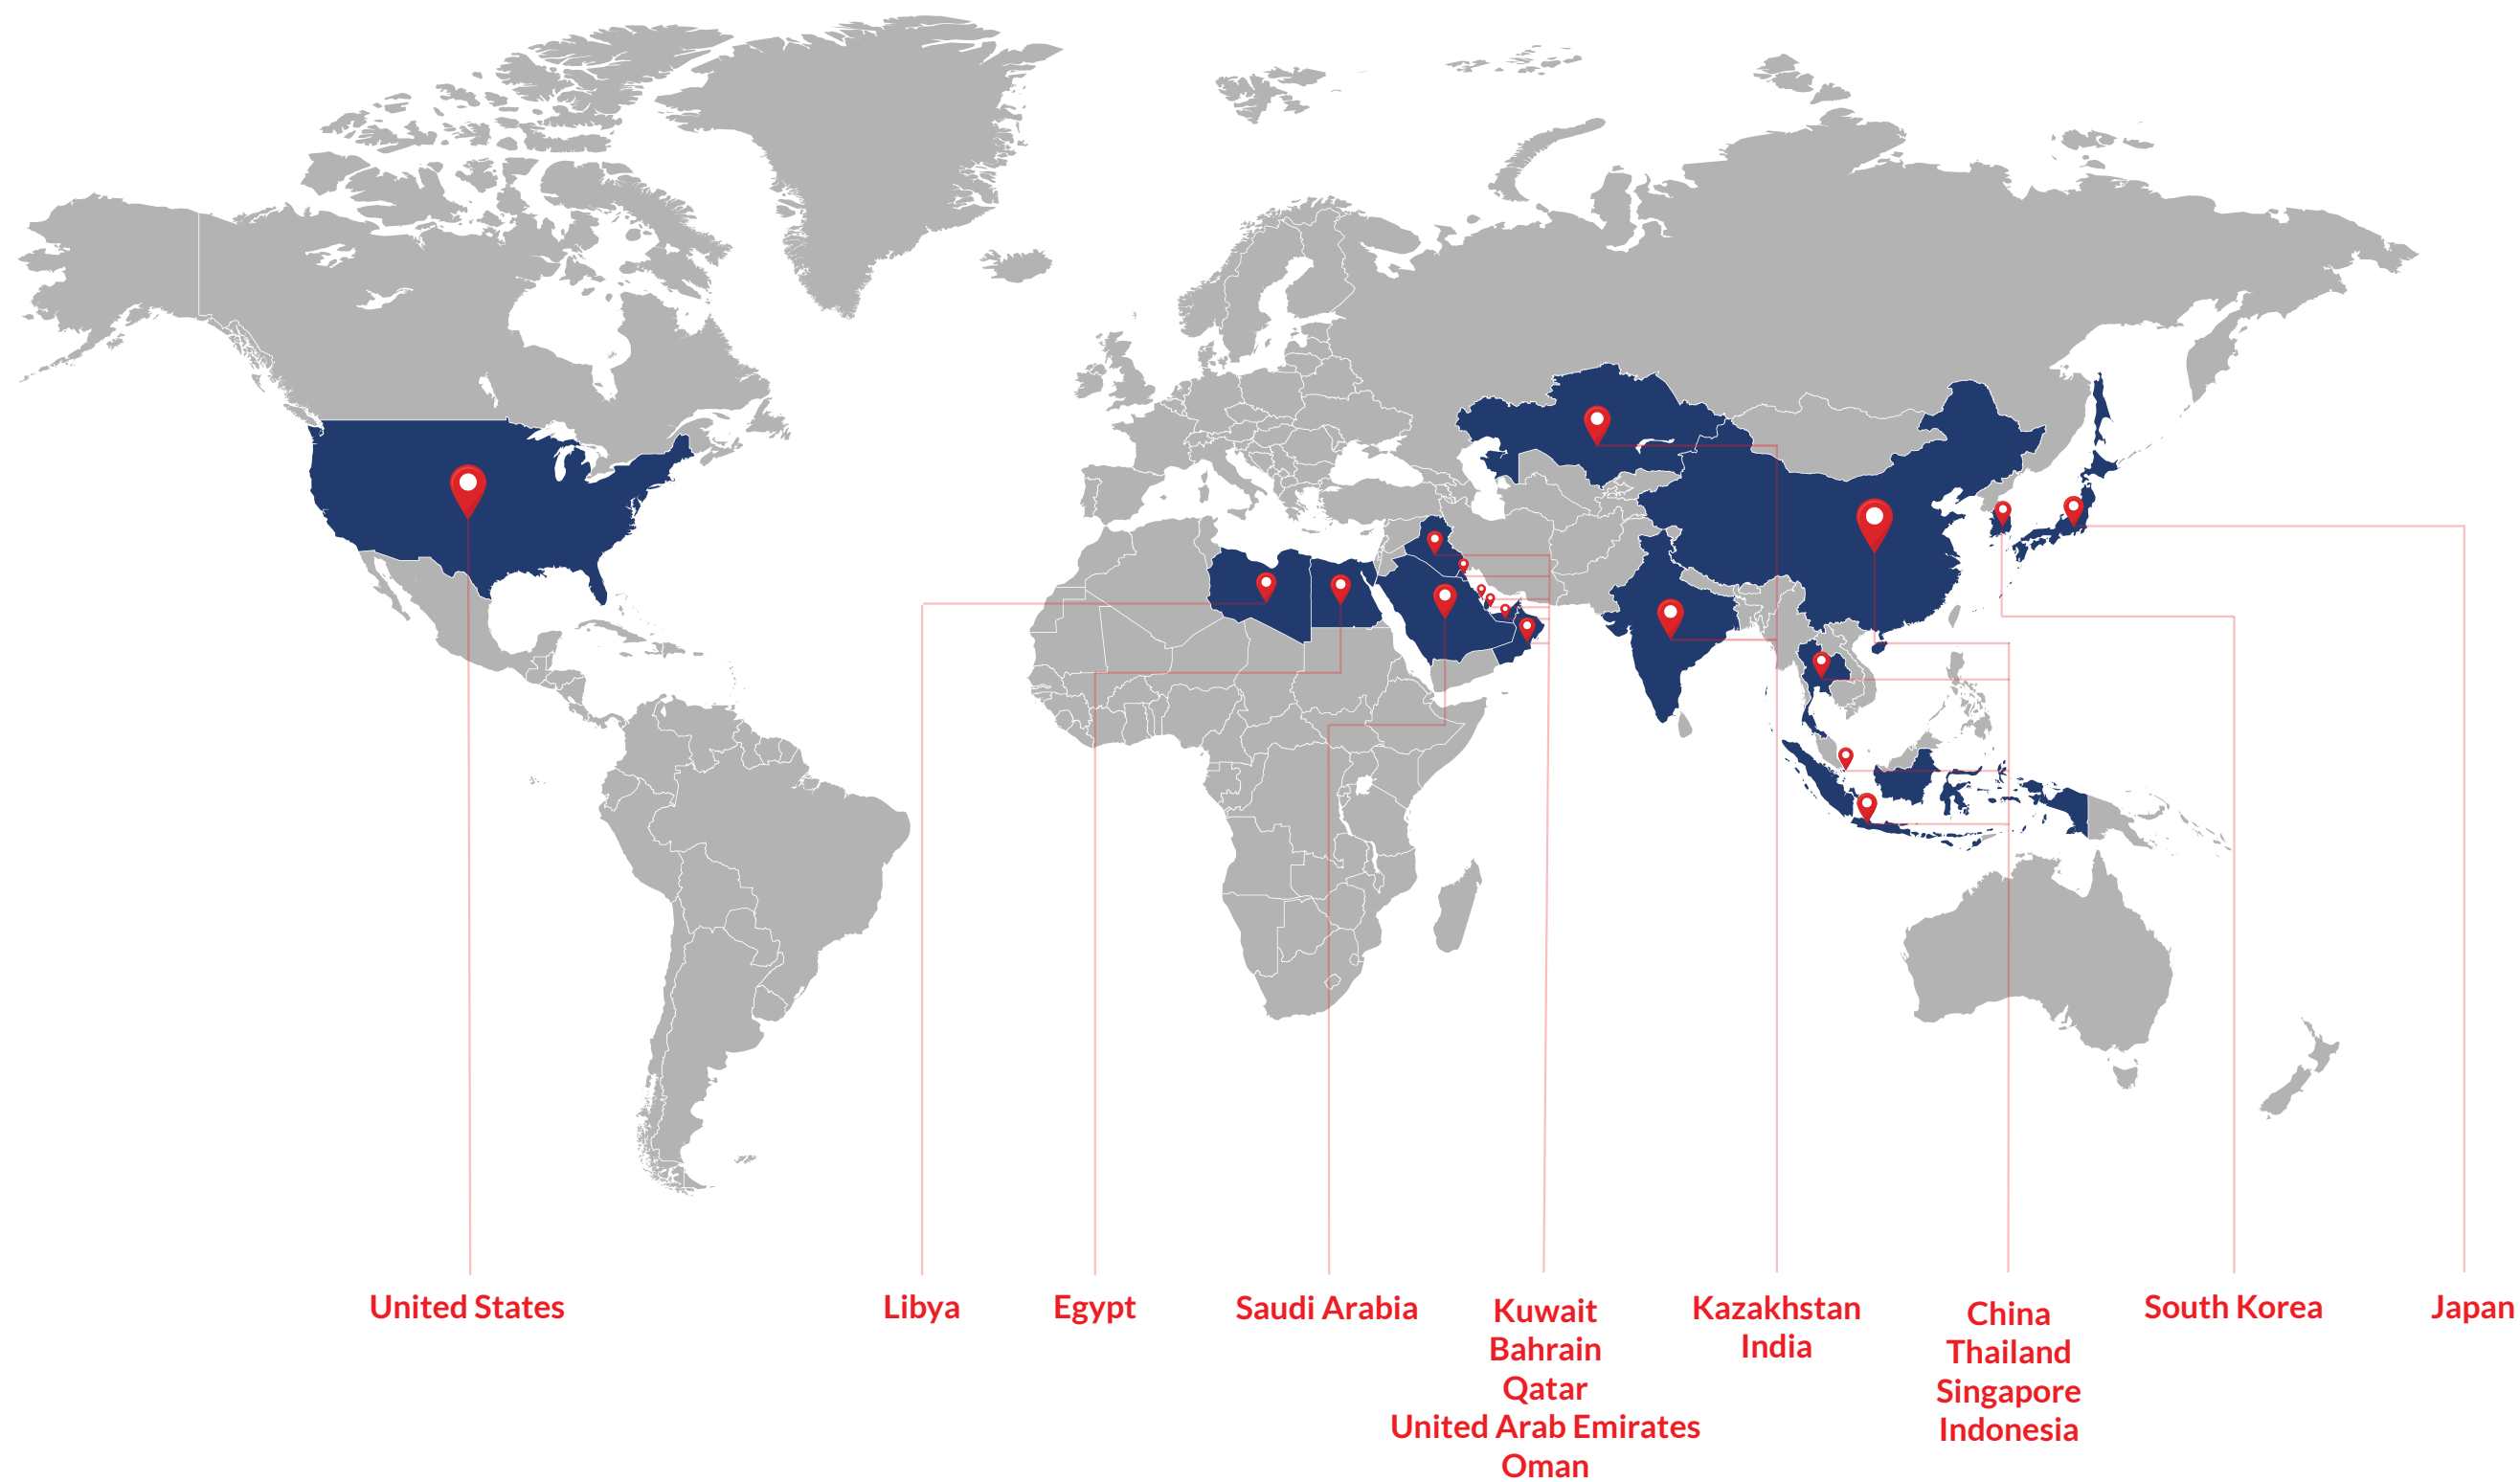 United States
Libya
Egypt
Saudi Arabia
Kuwait
Bahrain
Qatar
United Arab Emirates
Oman
Kazakhstan
India
China
Thailand
Singapore
Indonesia
South Korea
Japan